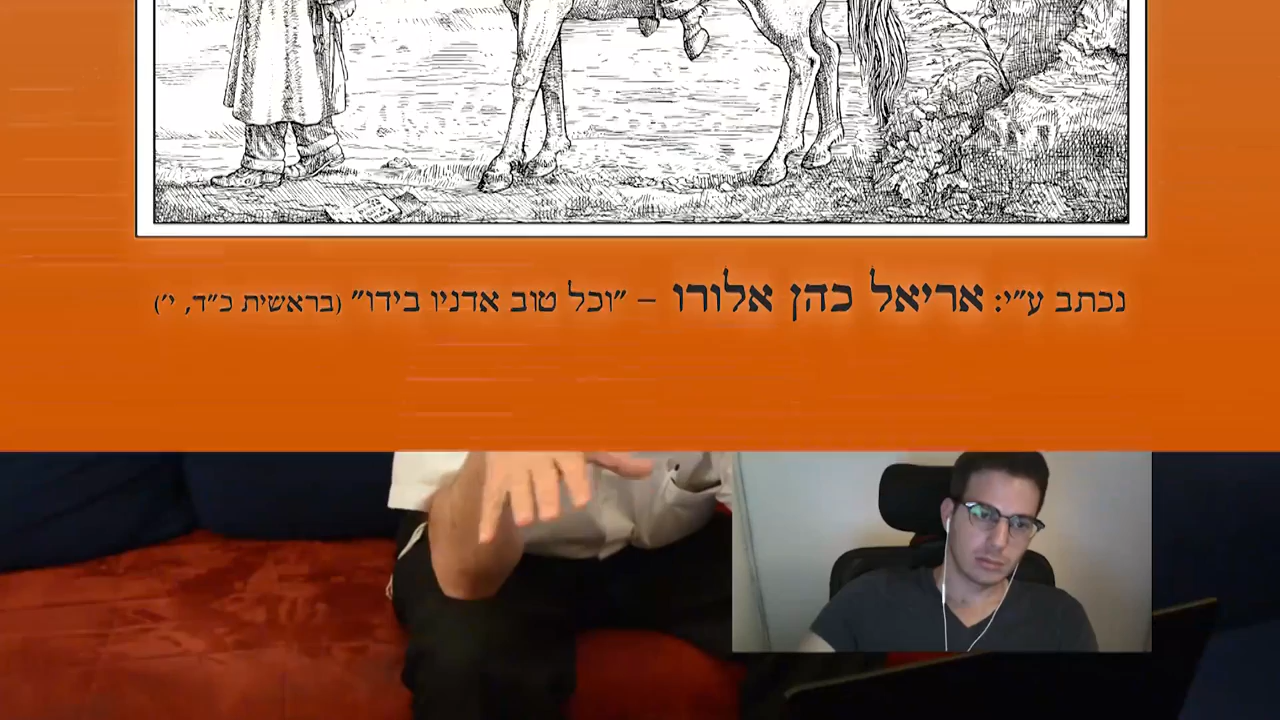 נכתב ע״י: אריאל כהן אלורו – ״וכל טוב אדניו בידו״ (בראשית כ״ד, י׳)